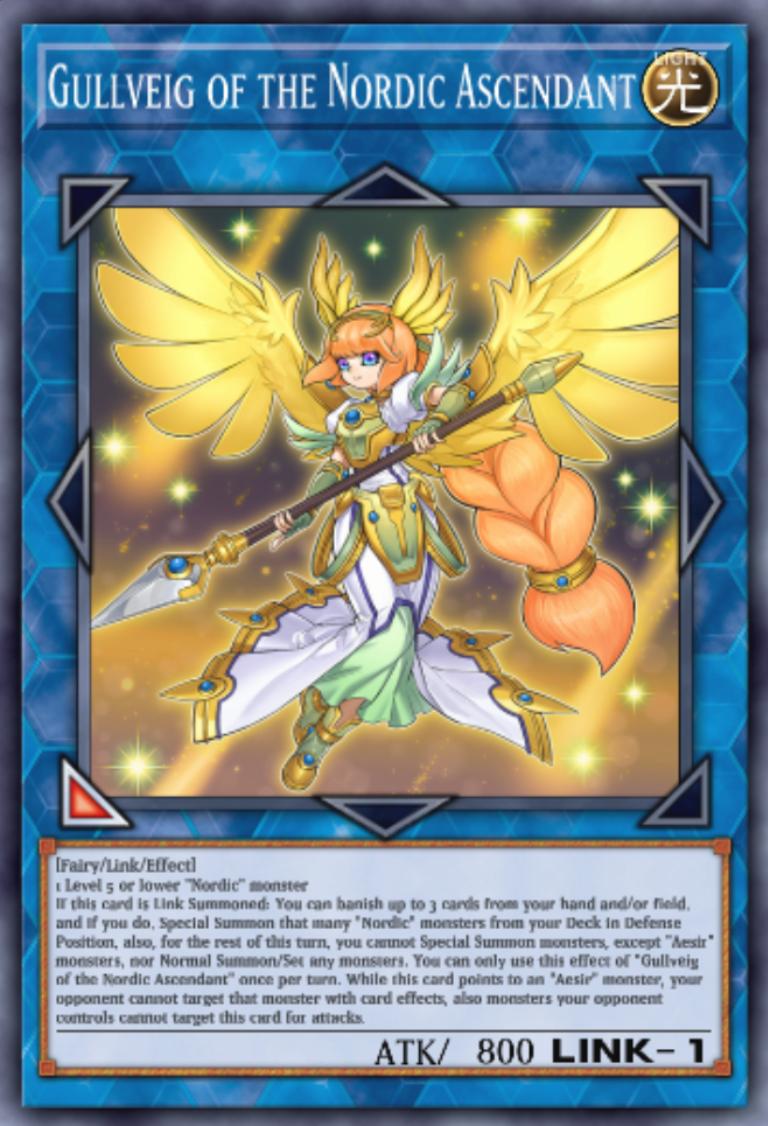 GULLVEIG OF THE NORDIC ASCENDANT
LIGHT
光
[Fairy/Link/Effect]
1 Level 5 or lower "Nordic" monster
If this card is Link Summoned: You can banish up to 3 cards from your hand and/or field,
and if you do, Special Summon that many "Nordic" monsters from your Deck in Defense
Position, also, for the rest of this turn, you cannot Special Summon monsters, except "Aesir"
monsters, nor Normal Summon/Set any monsters. You can only use this effect of "Gullveig
of the Nordic Ascendant" once per turn. While this card points to an "Aesir" monster, your
opponent cannot target that monster with card effects, also monsters your opponent
controls cannot target this card for attacks.
ATK/ 800 LINK-1